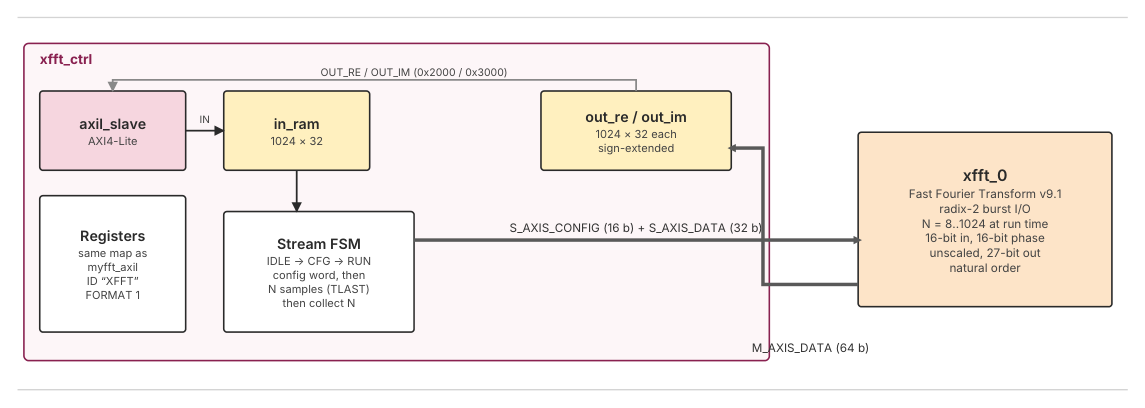 xfft_ctrl
OUT_RE / OUT_IM (0x2000 / 0x3000)
axil_slave
AXI4-Lite
IN
in_ram
1024 × 32
out_re / out_im
1024 × 32 each
sign-extended
Registers
same map as
myfft_axil
ID “XFFT”
FORMAT 1
Stream FSM
IDLE → CFG → RUN
config word, then
N samples (TLAST)
then collect N
S_AXIS_CONFIG (16 b) + S_AXIS_DATA (32 b)
xfft_0
Fast Fourier Transform v9.1
radix-2 burst I/O
N = 8..1024 at run time
16-bit in, 16-bit phase
unscaled, 27-bit out
natural order
M_AXIS_DATA (64 b)